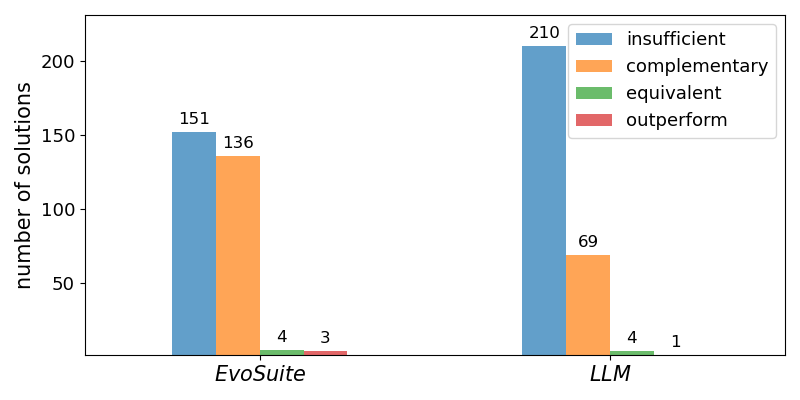 number of solutions
200
150
100
50
151
136
4
3
210
69
4
1
EvoSuite
LLM
insufficient
complementary
equivalent
outperform